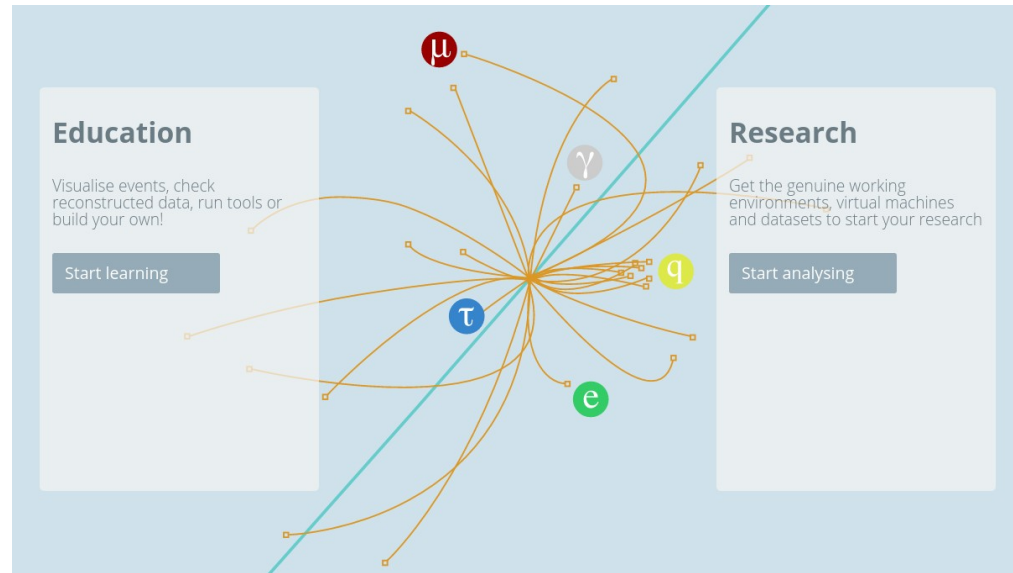 Education
Visualise events, check
reconstructed data, run tools or
build your own!
Start learning
μ
γ
q
τ
e
Research
Get the genuine working
environments, virtual machines
and datasets to start your research
Start analysing